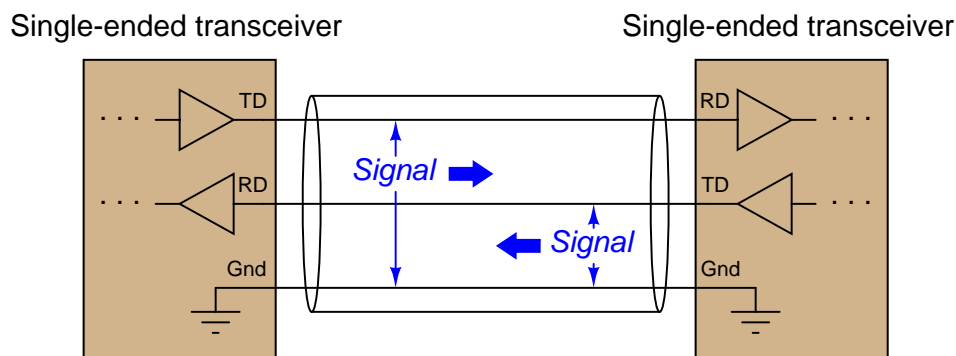 Single-ended transceiver
Single-ended transceiver
. . .
TD
RD
. . .
Signal
. . .
RD
TD
. . .
Signal
Gnd
Gnd